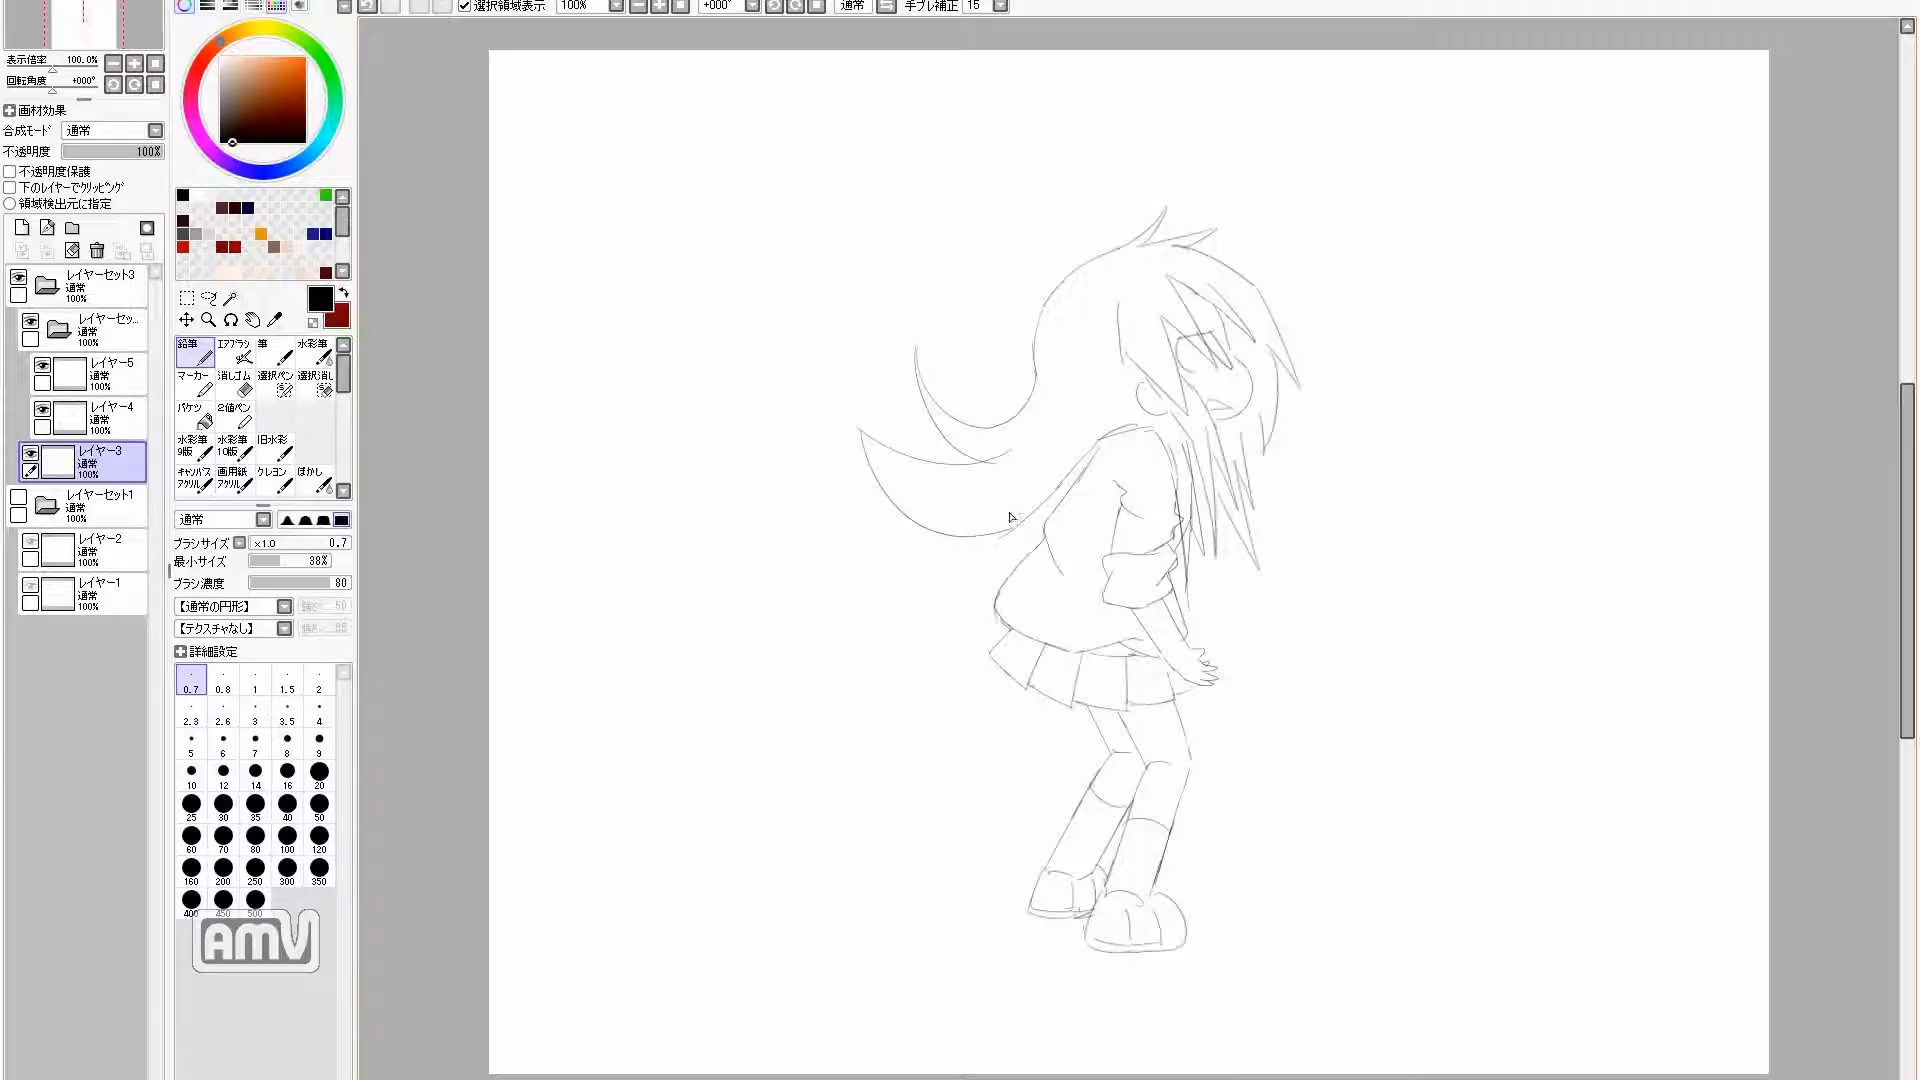 選択領域表示 100% +000° 通常 手ブレ補正 15
表示倍率 100.0%
回転角度 +000°
画材効果
合成モード 通常
不透明度 100%
不透明度保護
下のレイヤーでクリッピング
領域検出元に指定
レイヤーセット3
通常
100%
レイヤーセッ...
通常
100%
レイヤー5
通常
100%
レイヤー4
通常
100%
レイヤー3
通常
100%
レイヤーセット1
通常
100%
レイヤー2
通常
100%
レイヤー1
通常
100%
鉛筆 エアブラシ 筆 水彩筆
マーカー 消しゴム 選択ペン 選択消し
バケツ 2値ペン
水彩筆 水彩筆 旧水彩
9版 10版
キャンバス 画用紙 クレヨン ぼかし
アクリル アクリル
通常
ブラシサイズ x1.0 0.7
最小サイズ 38%
ブラシ濃度 80
【通常の円形】 50
【テクスチャなし】 95
詳細設定
0.7 0.8 1 1.5 2
2.3 2.6 3 3.5 4
5 6 7 8 9
10 12 14 16 20
25 30 35 40 50
60 70 80 100 120
160 200 250 300 350
400 450 500
AMV